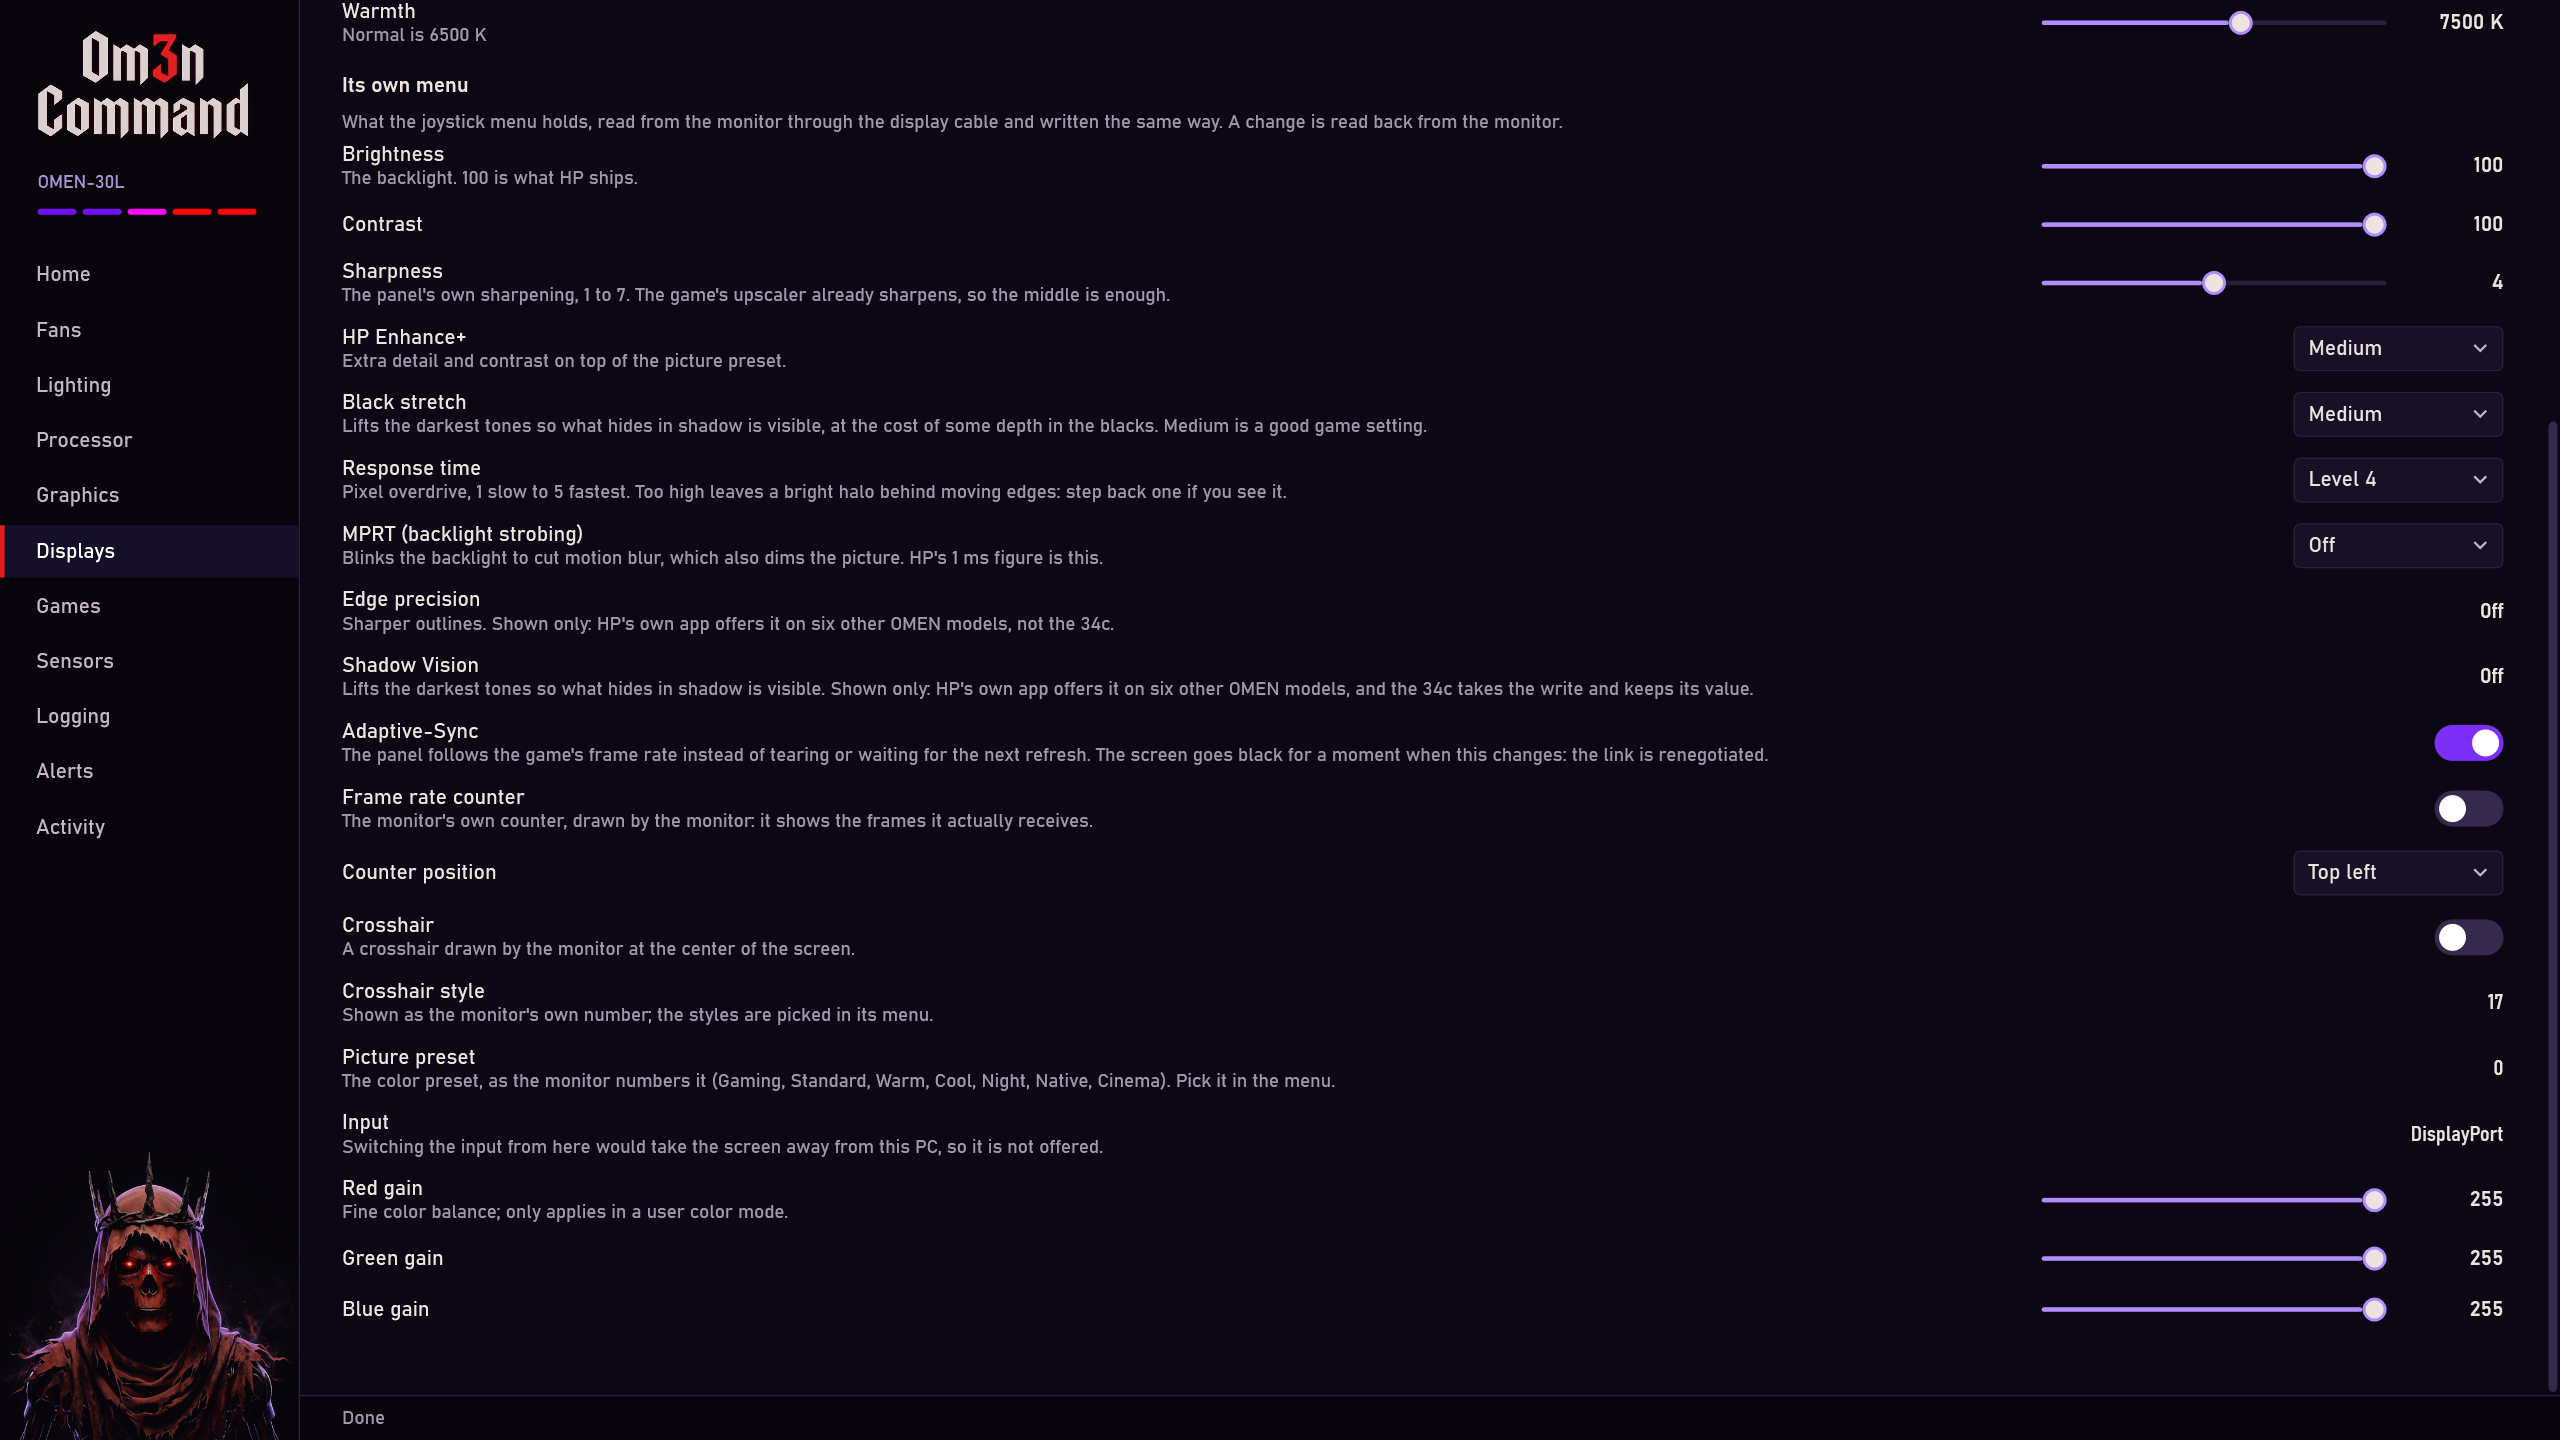 Om3n
Command
OMEN-30L
Home
Fans
Lighting
Processor
Graphics
Displays
Games
Sensors
Logging
Alerts
Activity
Warmth
Normal is 6500 K
7500 K
Its own menu
What the joystick menu holds, read from the monitor through the display cable and written the same way. A change is read back from the monitor.
Brightness
The backlight. 100 is what HP ships.
100
Contrast
100
Sharpness
The panel's own sharpening, 1 to 7. The game's upscaler already sharpens, so the middle is enough.
4
HP Enhance+
Extra detail and contrast on top of the picture preset.
Medium
Black stretch
Lifts the darkest tones so what hides in shadow is visible, at the cost of some depth in the blacks. Medium is a good game setting.
Medium
Response time
Pixel overdrive, 1 slow to 5 fastest. Too high leaves a bright halo behind moving edges: step back one if you see it.
Level 4
MPRT (backlight strobing)
Blinks the backlight to cut motion blur, which also dims the picture. HP's 1 ms figure is this.
Off
Edge precision
Sharper outlines. Shown only: HP's own app offers it on six other OMEN models, not the 34c.
Off
Shadow Vision
Lifts the darkest tones so what hides in shadow is visible. Shown only: HP's own app offers it on six other OMEN models, and the 34c takes the write and keeps its value.
Off
Adaptive-Sync
The panel follows the game's frame rate instead of tearing or waiting for the next refresh. The screen goes black for a moment when this changes: the link is renegotiated.
Frame rate counter
The monitor's own counter, drawn by the monitor: it shows the frames it actually receives.
Counter position
Top left
Crosshair
A crosshair drawn by the monitor at the center of the screen.
Crosshair style
Shown as the monitor's own number; the styles are picked in its menu.
17
Picture preset
The color preset, as the monitor numbers it (Gaming, Standard, Warm, Cool, Night, Native, Cinema). Pick it in the menu.
0
Input
Switching the input from here would take the screen away from this PC, so it is not offered.
DisplayPort
Red gain
Fine color balance; only applies in a user color mode.
255
Green gain
255
Blue gain
255
Done